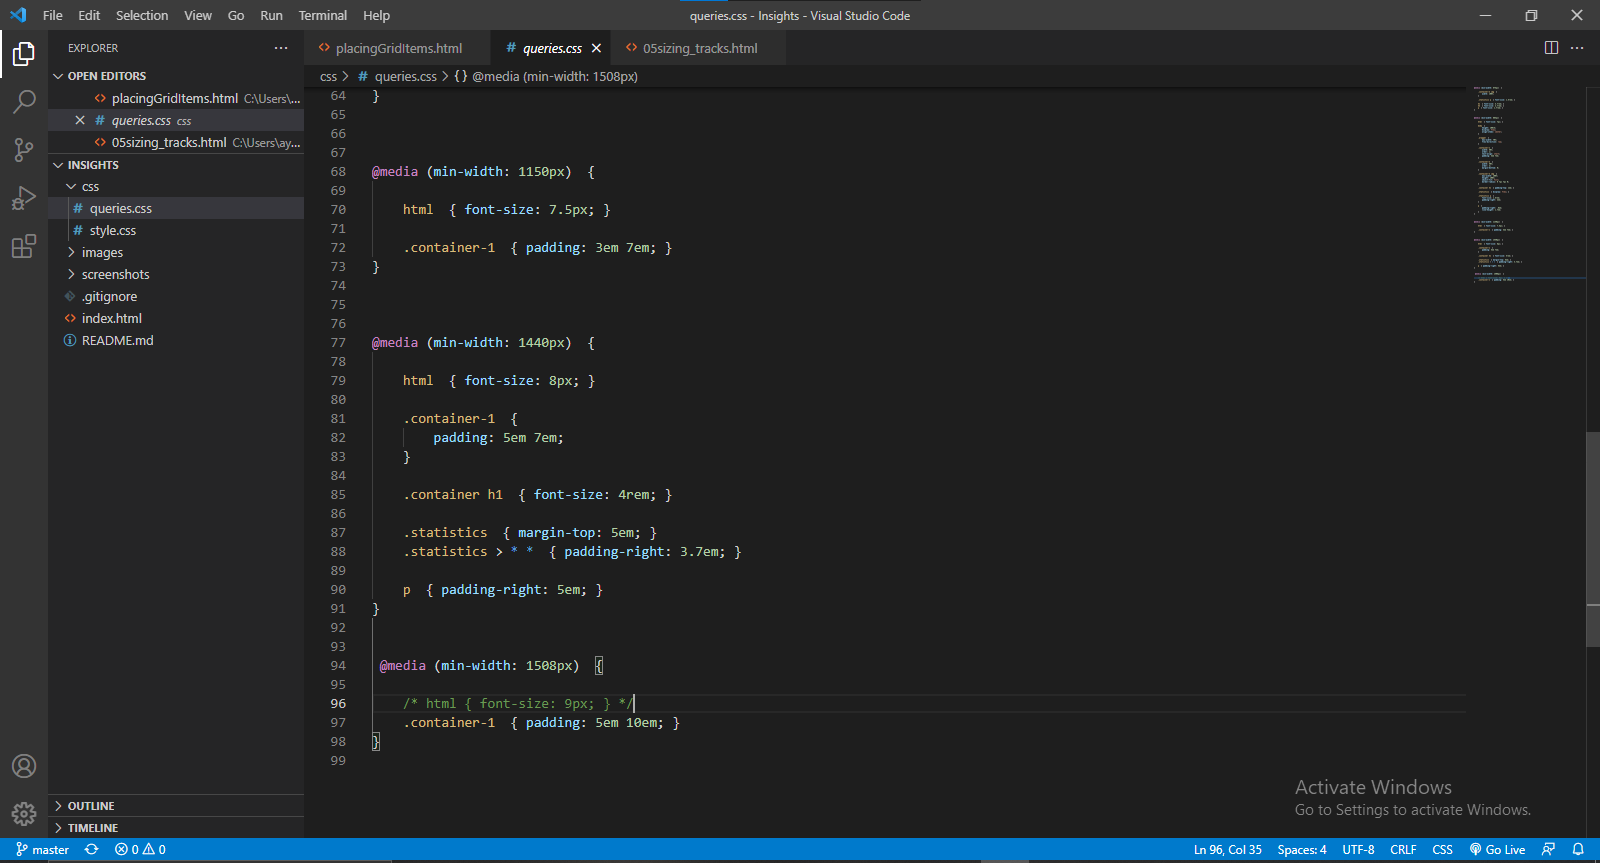 File Edit Selection View Go Run Terminal Help
queries.css - Insights - Visual Studio Code
EXPLORER
OPEN EDITORS
placingGridItems.html C:\Users\...
queries.css css
05sizing_tracks.html C:\Users\ay...
INSIGHTS
css
# queries.css
# style.css
images
screenshots
.gitignore
index.html
README.md
OUTLINE
TIMELINE
placingGridItems.html
# queries.css
05sizing_tracks.html
css > # queries.css > {} @media (min-width: 1508px)
64 }
65
66
67
68 @media (min-width: 1150px) {
69
70 html { font-size: 7.5px; }
71
72 .container-1 { padding: 3em 7em; }
73 }
74
75
76
77 @media (min-width: 1440px) {
78
79 html { font-size: 8px; }
80
81 .container-1 {
82 padding: 5em 7em;
83 }
84
85 .container h1 { font-size: 4rem; }
86
87 .statistics { margin-top: 5em; }
88 .statistics > * * { padding-right: 3.7em; }
89
90 p { padding-right: 5em; }
91 }
92
93
94 @media (min-width: 1508px) {
95
96 /* html { font-size: 9px; } */
97 .container-1 { padding: 5em 10em; }
98 }
99
Activate Windows
Go to Settings to activate Windows.
master 0 0
Ln 96, Col 35 Spaces: 4 UTF-8 CRLF CSS Go Live